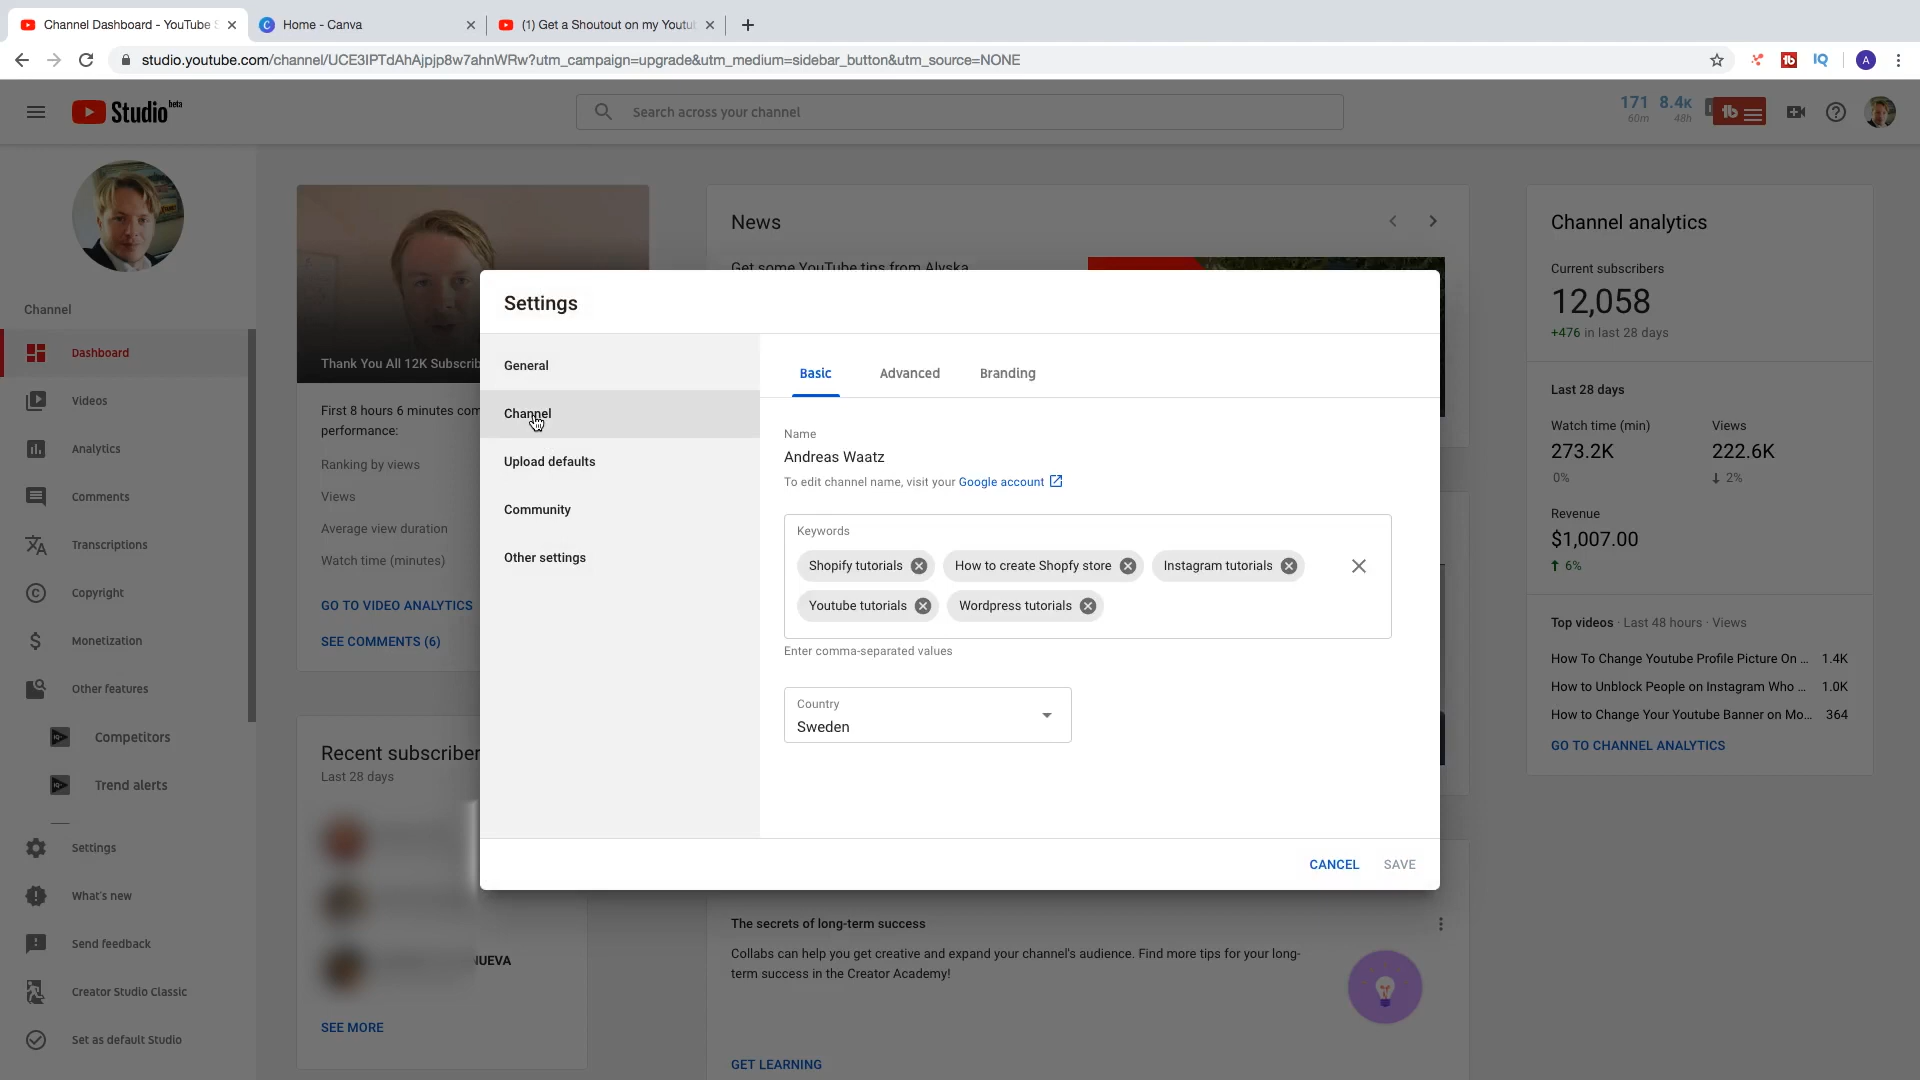 Channel Dashboard - YouTube S
Home - Canva
(1) Get a Shoutout on my Youtu
studio.youtube.com/channel/UCE3IPTdAhAjpjp8w7ahnWRw?utm_campaign=upgrade&utm_medium=sidebar_button&utm_source=NONE
tb
IQ
A
Studio beta
Search across your channel
171 8.4K
60m 48h
tb
Channel
Dashboard
Videos
Analytics
Comments
Transcriptions
Copyright
Monetization
Other features
Competitors
Trend alerts
Settings
What's new
Send feedback
Creator Studio Classic
Set as default Studio
Thank You All 12K Subscrib
First 8 hours 6 minutes com
performance:
Ranking by views
Views
Average view duration
Watch time (minutes)
GO TO VIDEO ANALYTICS
SEE COMMENTS (6)
Recent subscriber
Last 28 days
NUEVA
SEE MORE
News
Get some YouTube tips from Alyska
Settings
General
Channel
Upload defaults
Community
Other settings
Basic
Advanced
Branding
Name
Andreas Waatz
To edit channel name, visit your Google account
Keywords
Shopify tutorials
How to create Shopfy store
Instagram tutorials
Youtube tutorials
Wordpress tutorials
Enter comma-separated values
Country
Sweden
CANCEL
SAVE
The secrets of long-term success
Collabs can help you get creative and expand your channel's audience. Find more tips for your long-
term success in the Creator Academy!
GET LEARNING
Channel analytics
Current subscribers
12,058
+476 in last 28 days
Last 28 days
Watch time (min)
273.2K
0%
Views
222.6K
2%
Revenue
$1,007.00
6%
Top videos · Last 48 hours · Views
How To Change Youtube Profile Picture On ... 1.4K
How to Unblock People on Instagram Who ... 1.0K
How to Change Your Youtube Banner on Mo... 364
GO TO CHANNEL ANALYTICS